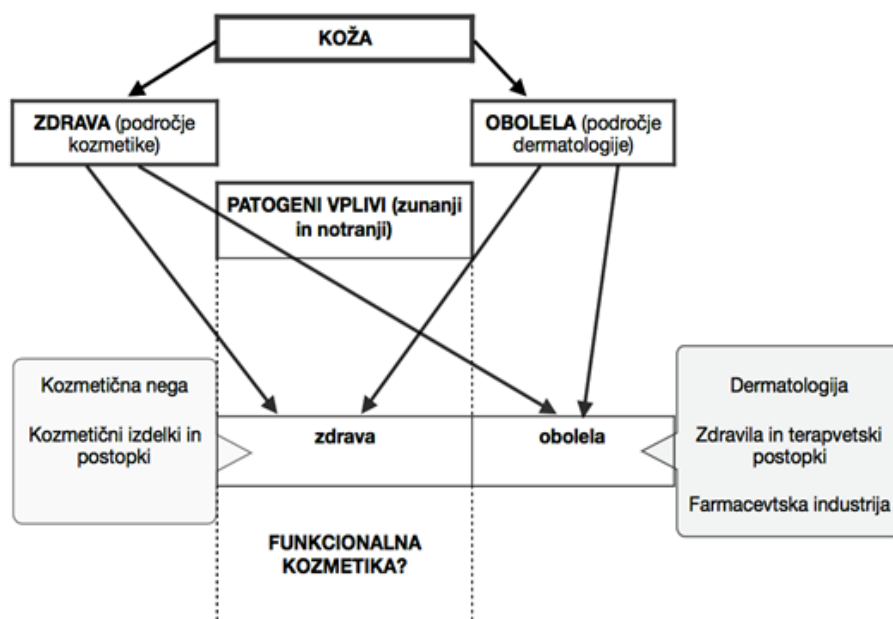 KOŽA
ZDRAVA (področje
kozmetike)
OBOLELA (področje
dermatologije)
PATOGENI VPLIVI (zunanji
in notranji)
Kozmetična nega
Kozmetični izdelki in
postopki
zdrava
obolela
Dermatologija
Zdravila in terapvetski
postopki
Farmacevtska industrija
FUNKCIONALNA
KOZMETIKA?